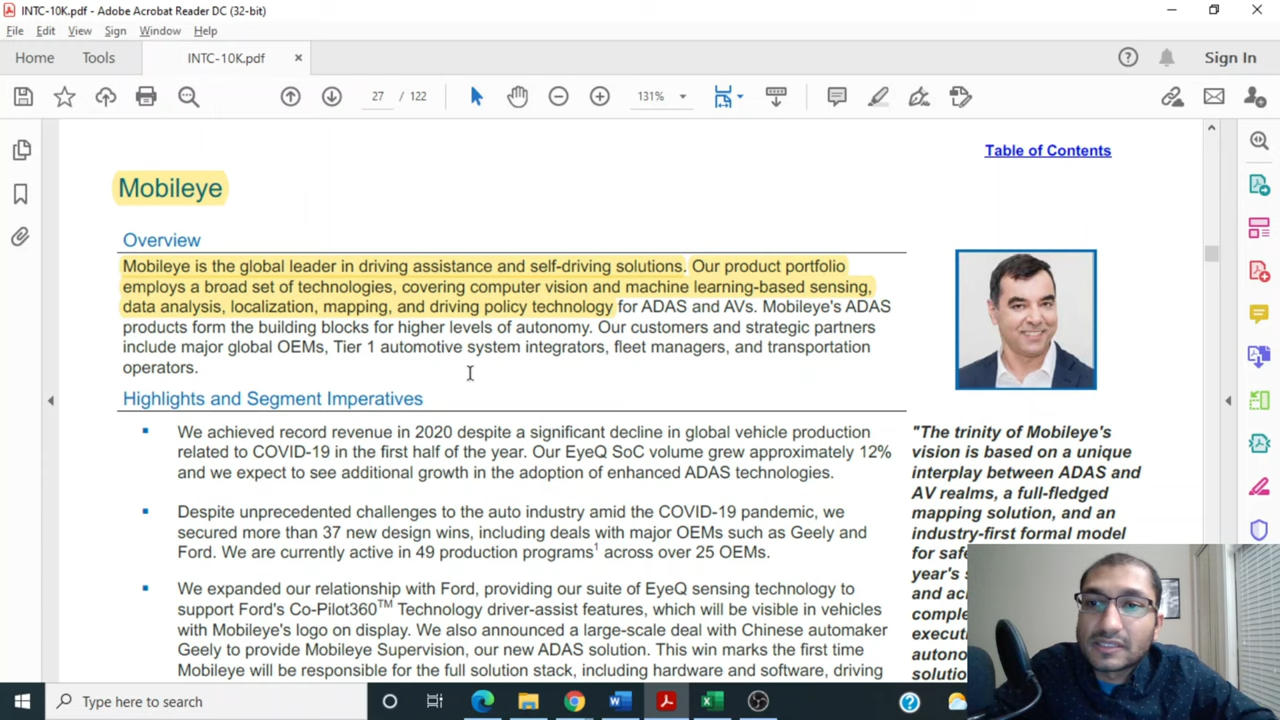 INTC-10K.pdf - Adobe Acrobat Reader DC (32-bit)
File Edit View Sign Window Help
Home Tools INTC-10K.pdf × Sign In
27 / 122 131%
Table of Contents
Mobileye
Overview
Mobileye is the global leader in driving assistance and self-driving solutions. Our product portfolio
employs a broad set of technologies, covering computer vision and machine learning-based sensing,
data analysis, localization, mapping, and driving policy technology for ADAS and AVs. Mobileye's ADAS
products form the building blocks for higher levels of autonomy. Our customers and strategic partners
include major global OEMs, Tier 1 automotive system integrators, fleet managers, and transportation
operators.
Highlights and Segment Imperatives
We achieved record revenue in 2020 despite a significant decline in global vehicle production
related to COVID-19 in the first half of the year. Our EyeQ SoC volume grew approximately 12%
and we expect to see additional growth in the adoption of enhanced ADAS technologies.
Despite unprecedented challenges to the auto industry amid the COVID-19 pandemic, we
secured more than 37 new design wins, including deals with major OEMs such as Geely and
Ford. We are currently active in 49 production programs¹ across over 25 OEMs.
We expanded our relationship with Ford, providing our suite of EyeQ sensing technology to
support Ford's Co-Pilot360™ Technology driver-assist features, which will be visible in vehicles
with Mobileye's logo on display. We also announced a large-scale deal with Chinese automaker
Geely to provide Mobileye Supervision, our new ADAS solution. This win marks the first time
Mobileye will be responsible for the full solution stack, including hardware and software, driving
"The trinity of Mobileye's
vision is based on a unique
interplay between ADAS and
AV realms, a full-fledged
mapping solution, and an
industry-first formal model
for
year's
and
Type here to search